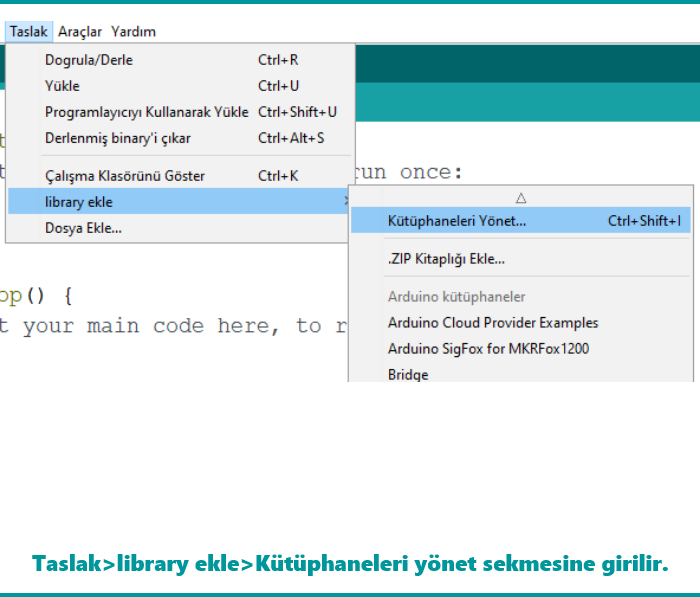 Taslak Araçlar Yardım
Dogrula/Derle Ctrl+R
Yükle Ctrl+U
Programlayıcıyı Kullanarak Yükle Ctrl+Shift+U
Derlenmiş binary'i çıkar Ctrl+Alt+S
Çalışma Klasörünü Göster Ctrl+K
run once:
library ekle
Dosya Ekle...
Kütüphaneleri Yönet... Ctrl+Shift+I
.ZIP Kitaplığı Ekle...
op() {
Arduino kütüphaneler
t your main code here, to r
Arduino Cloud Provider Examples
Arduino SigFox for MKRFox1200
Bridge
Taslak>library ekle>Kütüphaneleri yönet sekmesine girilir.